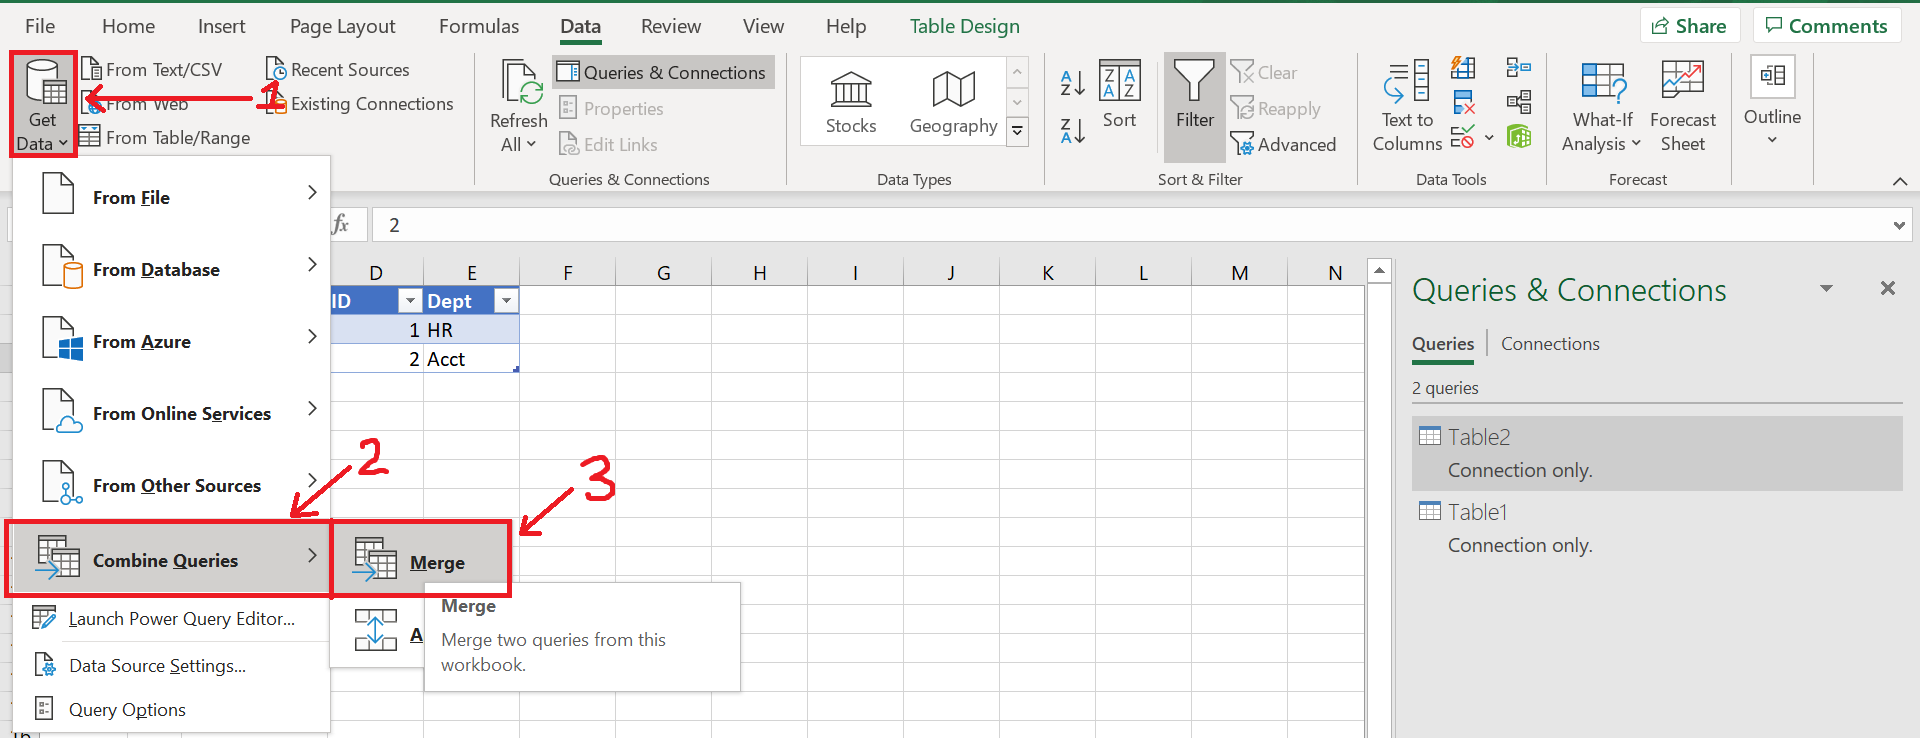 File Home Insert Page Layout Formulas Data Review View Help Table Design Share Comments
Get Data
From Text/CSV
From Web
From Table/Range
Recent Sources
Existing Connections
1
Refresh All
Queries & Connections
Properties
Edit Links
Queries & Connections
Stocks
Geography
Data Types
A Z
Z A
Z A A Z
Sort
Filter
Clear
Reapply
Advanced
Sort & Filter
Text to Columns
Data Tools
What-If Analysis
Forecast Sheet
Forecast
Outline
fx 2
From File
From Database
From Azure
From Online Services
From Other Sources
Combine Queries
Launch Power Query Editor...
Data Source Settings...
Query Options
2
3
Merge
A
Merge
Merge two queries from this
workbook.
D E F G H I J K L M N
ID Dept
1 HR
2 Acct
Queries & Connections
Queries Connections
2 queries
Table2
Connection only.
Table1
Connection only.